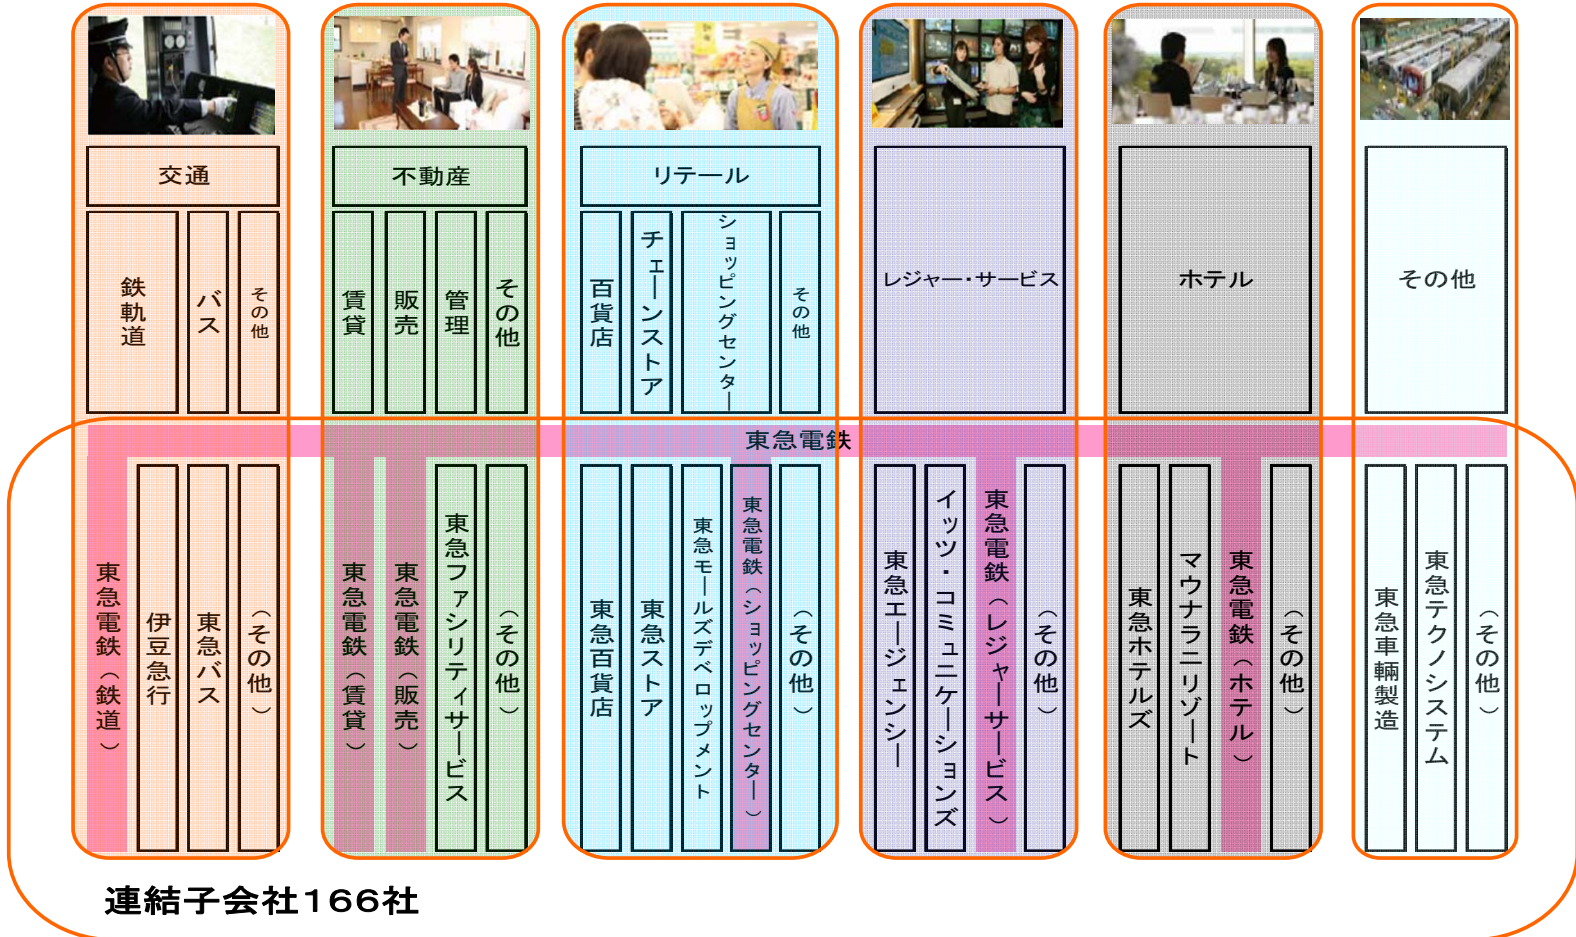 交通
不動産
リテール
レジャー・サービス
ホテル
その他
鉄軌道
バス
その他
賃貸
販売
管理
その他
百貨店
チェーンストア
ショッピングセンター
その他
東急電鉄
東急電鉄（鉄道）
伊豆急行
東急バス
（その他）
東急電鉄（賃貸）
東急電鉄（販売）
東急ファシリティサービス
（その他）
東急百貨店
東急ストア
東急モールズデベロップメント
東急電鉄（ショッピングセンター）
（その他）
東急エージェンシー
イッツ・コミュニケーションズ
東急電鉄（レジャーサービス）
（その他）
東急ホテルズ
マウナラニリゾート
東急電鉄（ホテル）
（その他）
東急車輛製造
東急テクノシステム
（その他）
連結子会社166社